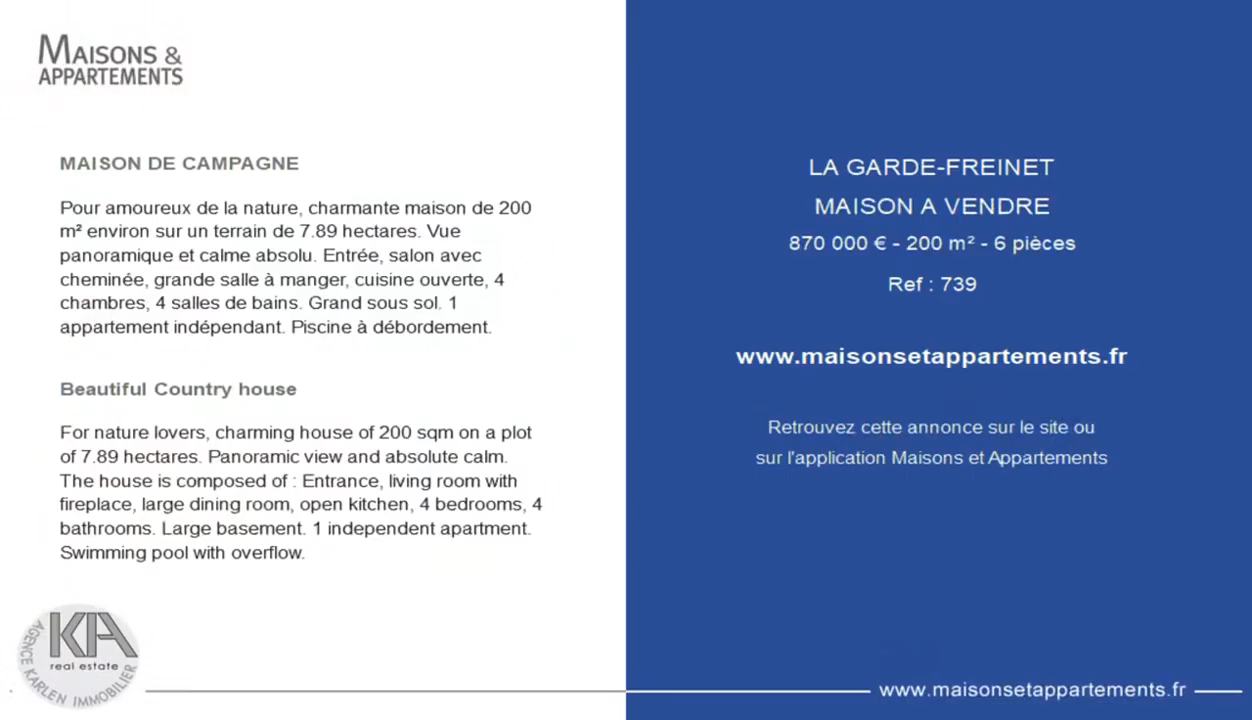 MAISONS &
APPARTEMENTS
MAISON DE CAMPAGNE
Pour amoureux de la nature, charmante maison de 200
m² environ sur un terrain de 7.89 hectares. Vue
panoramique et calme absolu. Entrée, salon avec
cheminée, grande salle à manger, cuisine ouverte, 4
chambres, 4 salles de bains. Grand sous sol. 1
appartement indépendant. Piscine à débordement.
Beautiful Country house
For nature lovers, charming house of 200 sqm on a plot
of 7.89 hectares. Panoramic view and absolute calm.
The house is composed of : Entrance, living room with
fireplace, large dining room, open kitchen, 4 bedrooms, 4
bathrooms. Large basement. 1 independent apartment.
Swimming pool with overflow.
KIA
real estate
AGENCE KARLEN IMMOBILIER
LA GARDE-FREINET
MAISON A VENDRE
870 000 € - 200 m² - 6 pièces
Ref : 739
www.maisonsetappartements.fr
Retrouvez cette annonce sur le site ou
sur l'application Maisons et Appartements
www.maisonsetappartements.fr